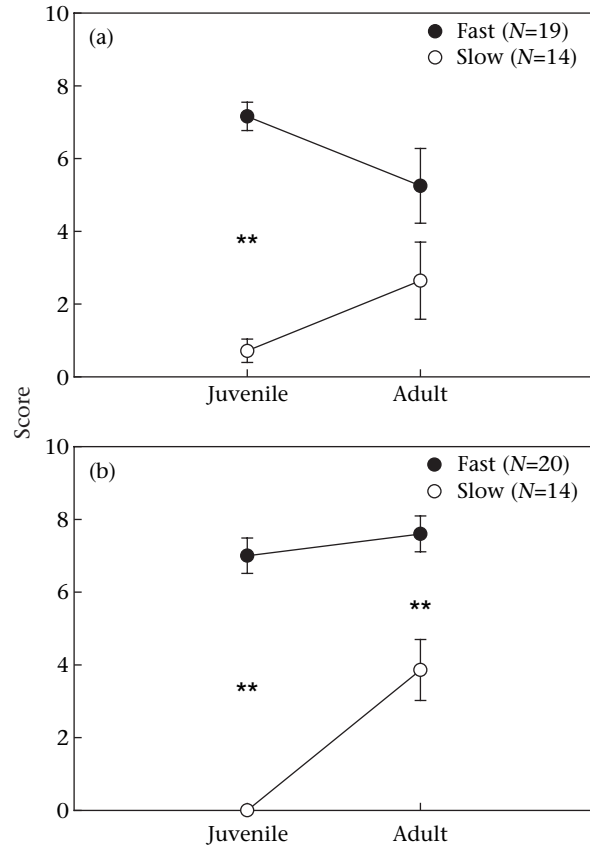 10
(a)
Fast (N=19)
Slow (N=14)
8
6
4
**
2
0
Juvenile
Adult
Score
10
(b)
Fast (N=20)
Slow (N=14)
8
6
**
4
**
2
0
Juvenile
Adult